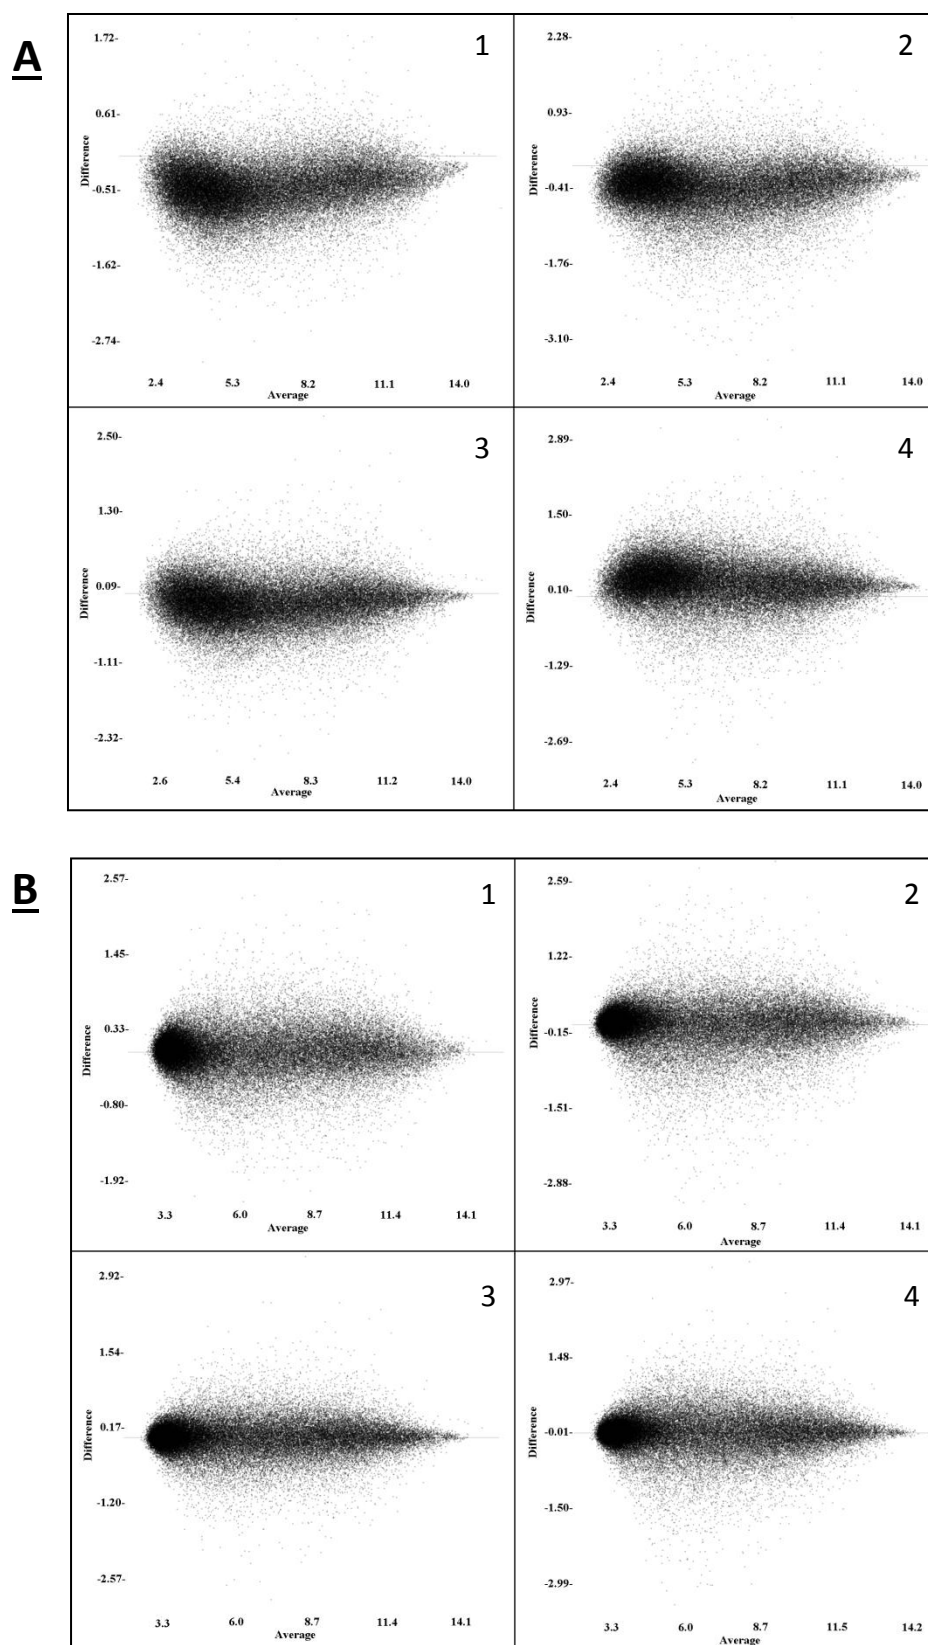 A
1
1.72-
0.61-
-0.51-
-1.62-
-2.74-
Difference
2.4 5.3 8.2 11.1 14.0
Average
2
2.28-
0.93-
-0.41-
-1.76-
-3.10-
Difference
2.4 5.3 8.2 11.1 14.0
Average
3
2.50-
1.30-
0.09-
-1.11-
-2.32-
Difference
2.6 5.4 8.3 11.2 14.0
Average
4
2.89-
1.50-
0.10-
-1.29-
-2.69-
Difference
2.4 5.3 8.2 11.1 14.0
Average
B
1
2.57-
1.45-
0.33-
-0.80-
-1.92-
Difference
3.3 6.0 8.7 11.4 14.1
Average
2
2.59-
1.22-
-0.15-
-1.51-
-2.88-
Difference
3.3 6.0 8.7 11.4 14.1
Average
3
2.92-
1.54-
0.17-
-1.20-
-2.57-
Difference
3.3 6.0 8.7 11.4 14.1
Average
4
2.97-
1.48-
-0.01-
-1.50-
-2.99-
Difference
3.3 6.0 8.7 11.5 14.2
Average